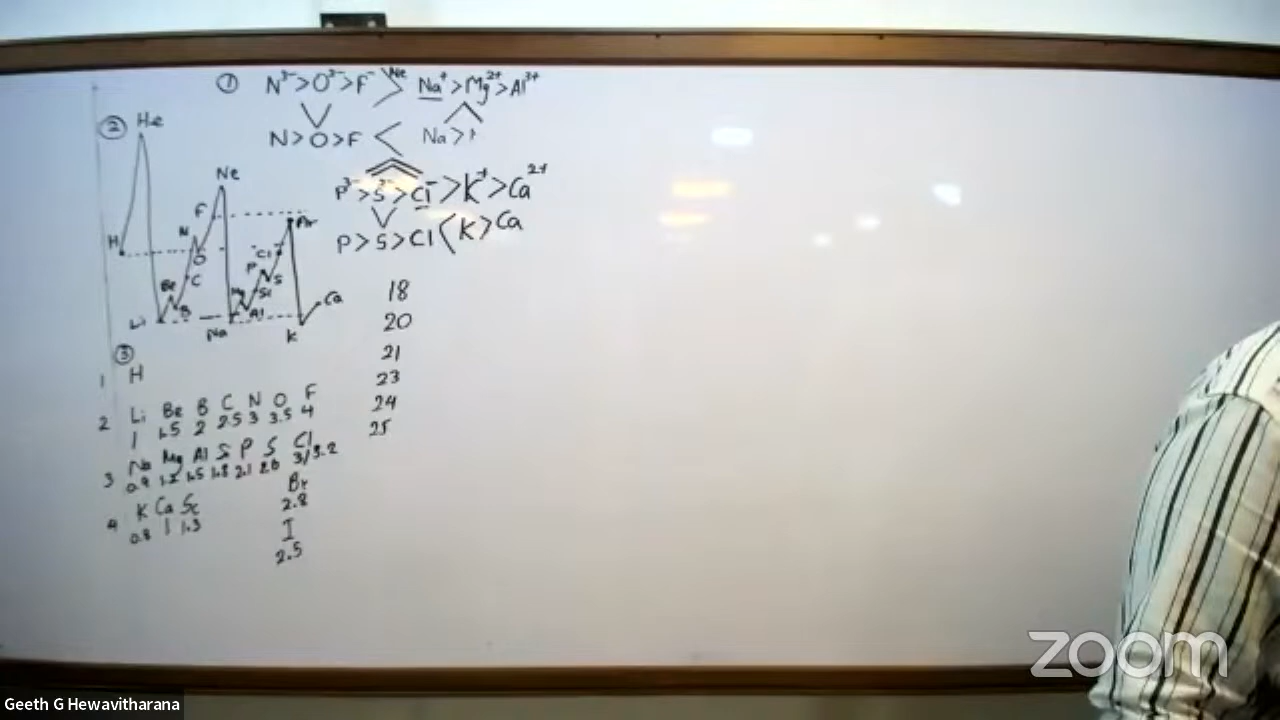 ① N³⁻>O²⁻>F⁻ > Ne Na⁺>Mg²⁺>Al³⁺
N>O>F < Na>
P³⁻>S²⁻>Cl⁻>K⁺>Ca²⁺
P>S>Cl<K>Ca
② He
Ne
F
Ar
H N O Cl
C P S
Be B Mg Si Al Ca
Li Na K
18
20
21
23
24
25
③
1 H
2 Li Be B C N O F
1 1.5 2 2.5 3 3.5 4
3 Na Mg Al Si P S Cl
0.9 1.2 1.5 1.8 2.1 2.6 3/3.2
Br
2.8
4 K Ca Sc
0.8 1 1.3
I
2.5
zoom
Geeth G Hewavitharana